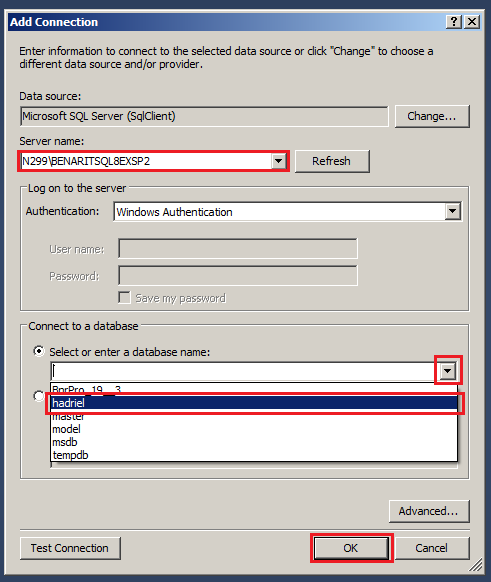 Add Connection
Enter information to connect to the selected data source or click "Change" to choose a
different data source and/or provider.
Data source:
Microsoft SQL Server (SqlClient)
Change...
Server name:
N299\BENARITSQL8EXSP2
Refresh
Log on to the server
Authentication:
Windows Authentication
User name:
Password:
Save my password
Connect to a database
Select or enter a database name:
BnrPro_19__3
hadriel
master
model
msdb
tempdb
Advanced...
Test Connection
OK
Cancel